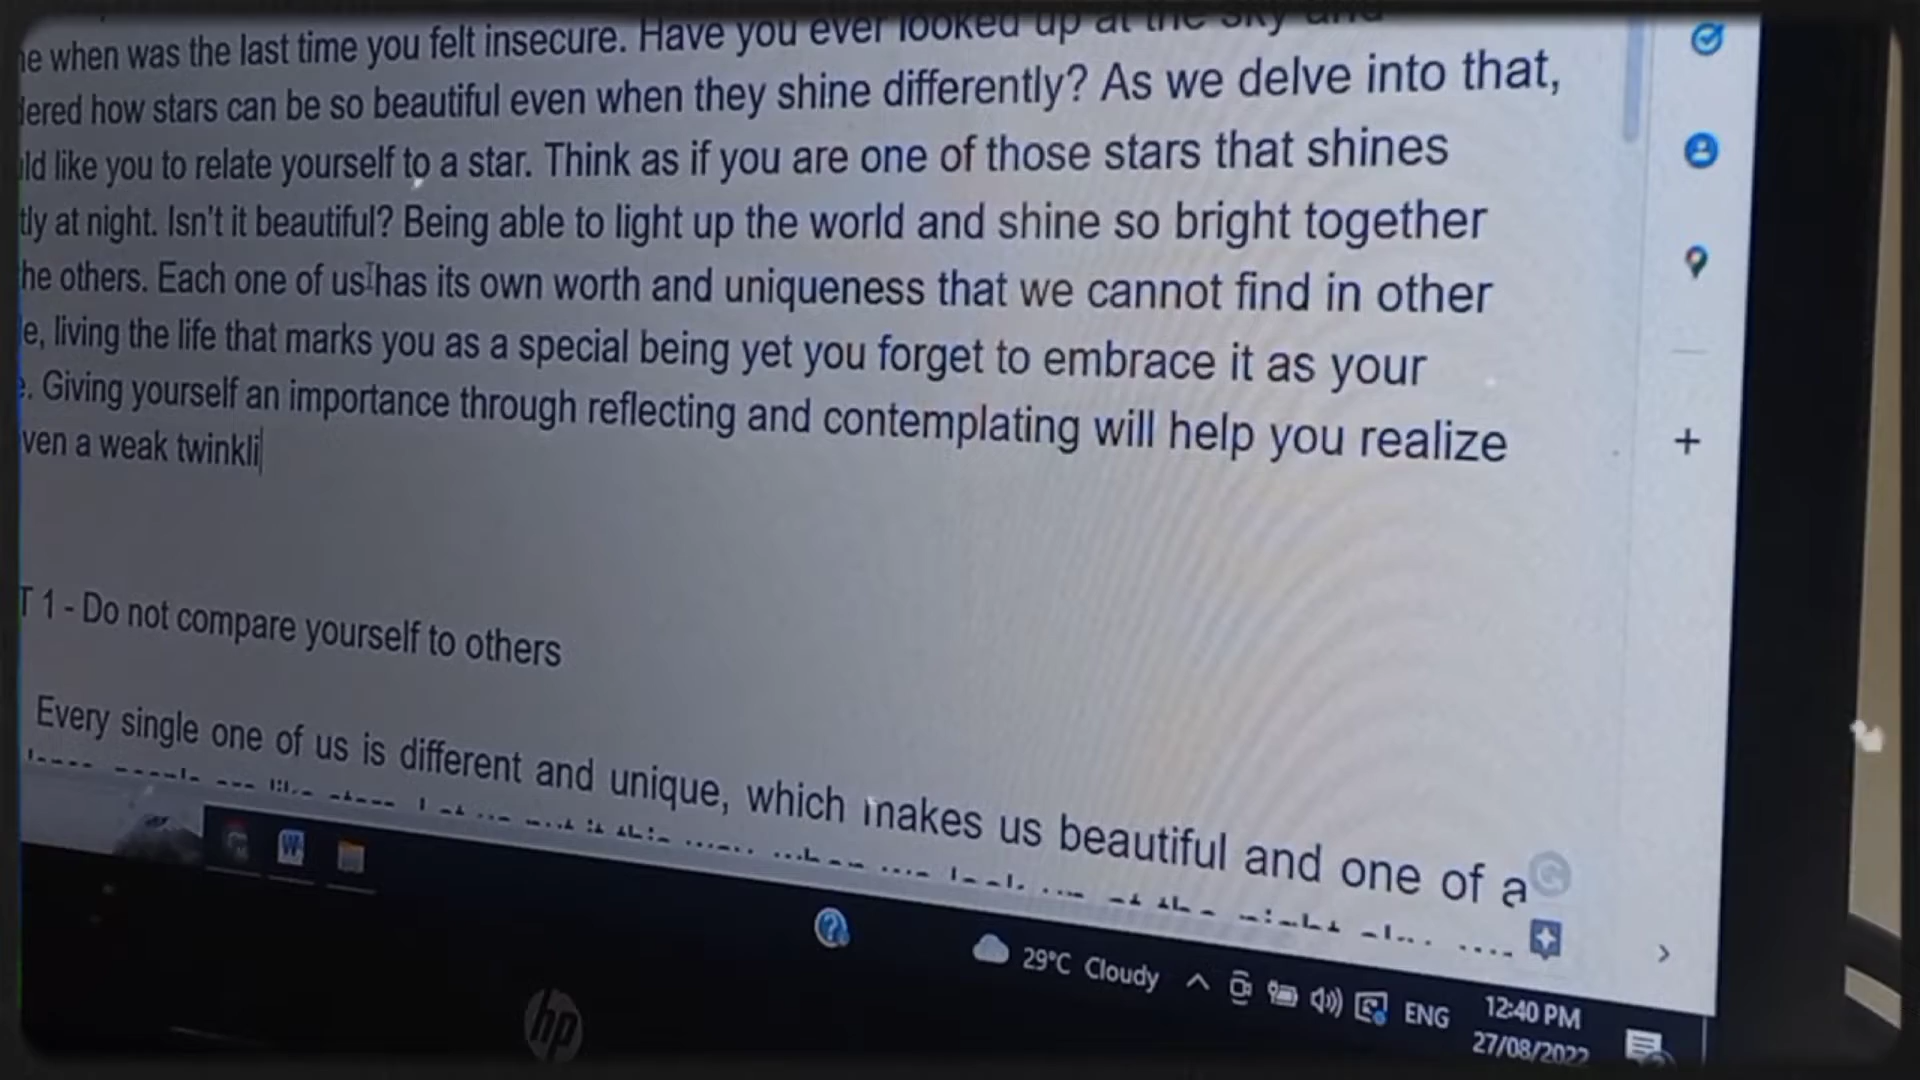 when was the last time you felt insecure. Have you ever looked up at the sky and
how stars can be so beautiful even when they shine differently? As we delve into that,
like you to relate yourself to a star. Think as if you are one of those stars that shines
at night. Isn't it beautiful? Being able to light up the world and shine so bright together
others. Each one of us has its own worth and uniqueness that we cannot find in other
living the life that marks you as a special being yet you forget to embrace it as your
Giving yourself an importance through reflecting and contemplating will help you realize
a weak twinkli
1 - Do not compare yourself to others
Every single one of us is different and unique, which makes us beautiful and one of a
29°C Cloudy ENG 12:40 PM
27/08/2022
hp